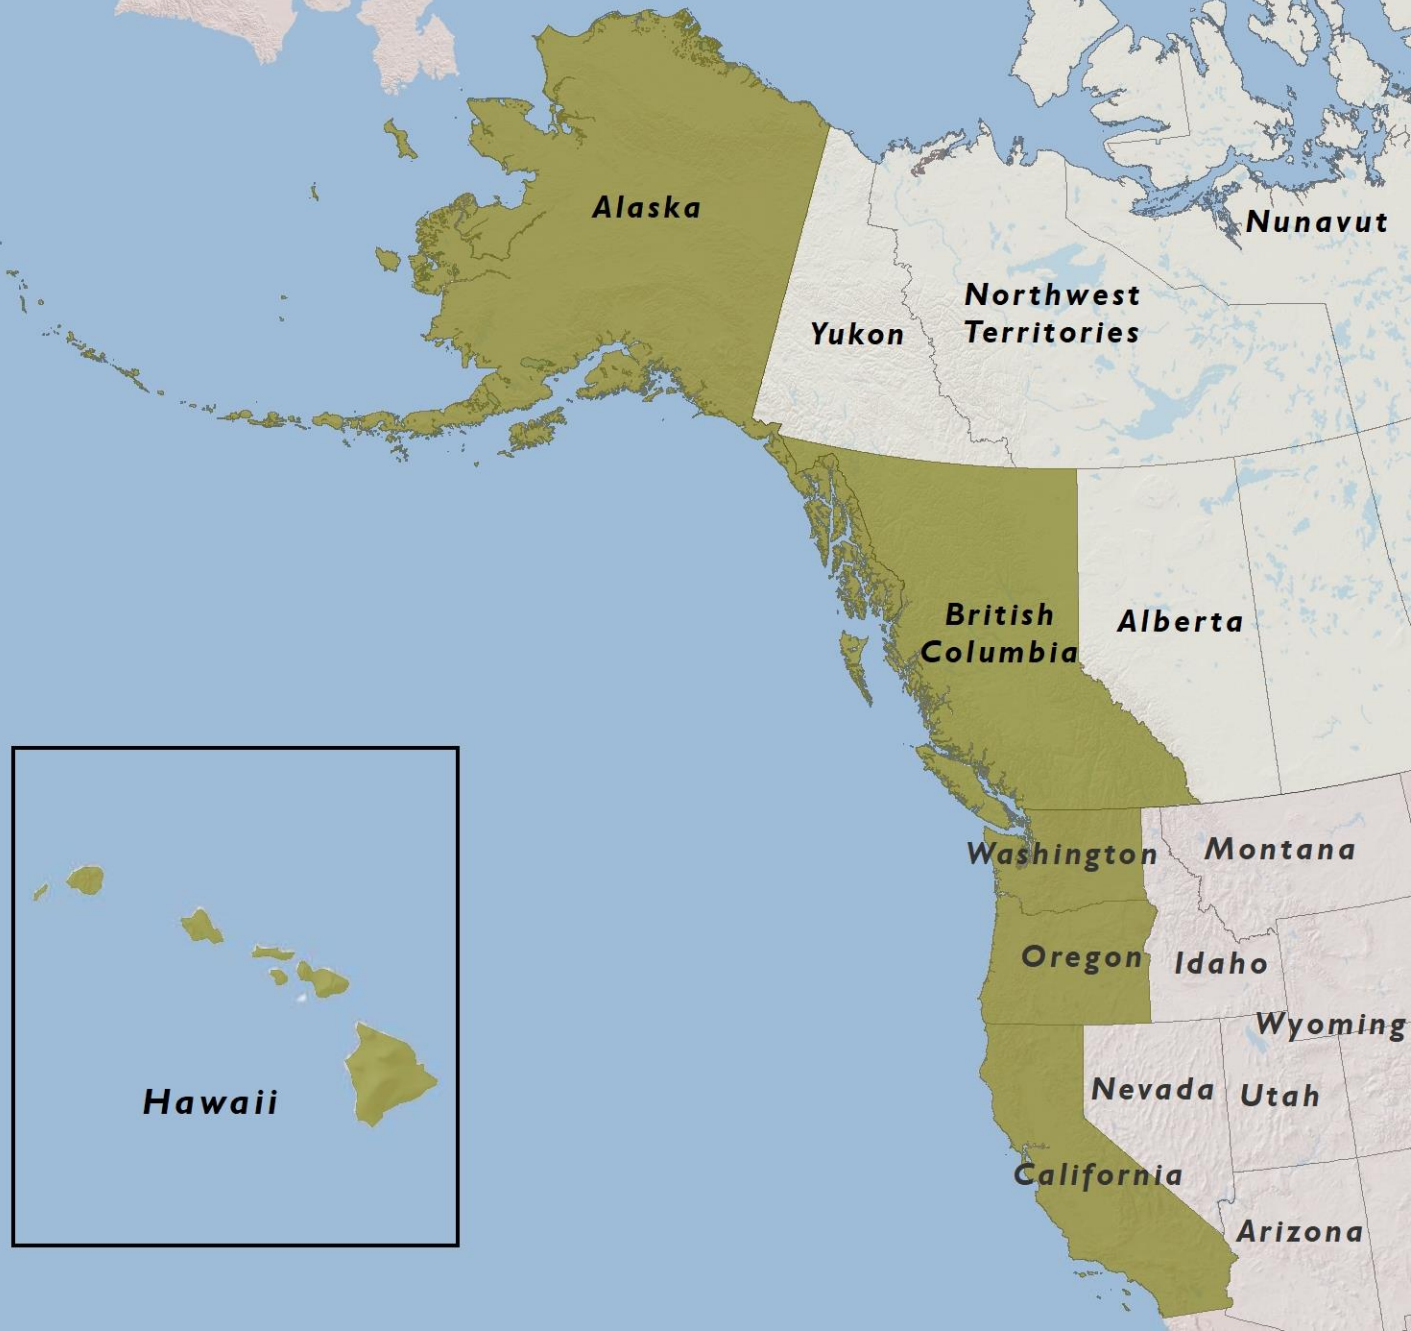 Alaska
Nunavut
Northwest
Territories
Yukon
British
Columbia
Alberta
Washington
Montana
Oregon
Idaho
Wyoming
Nevada
Utah
Hawaii
California
Arizona